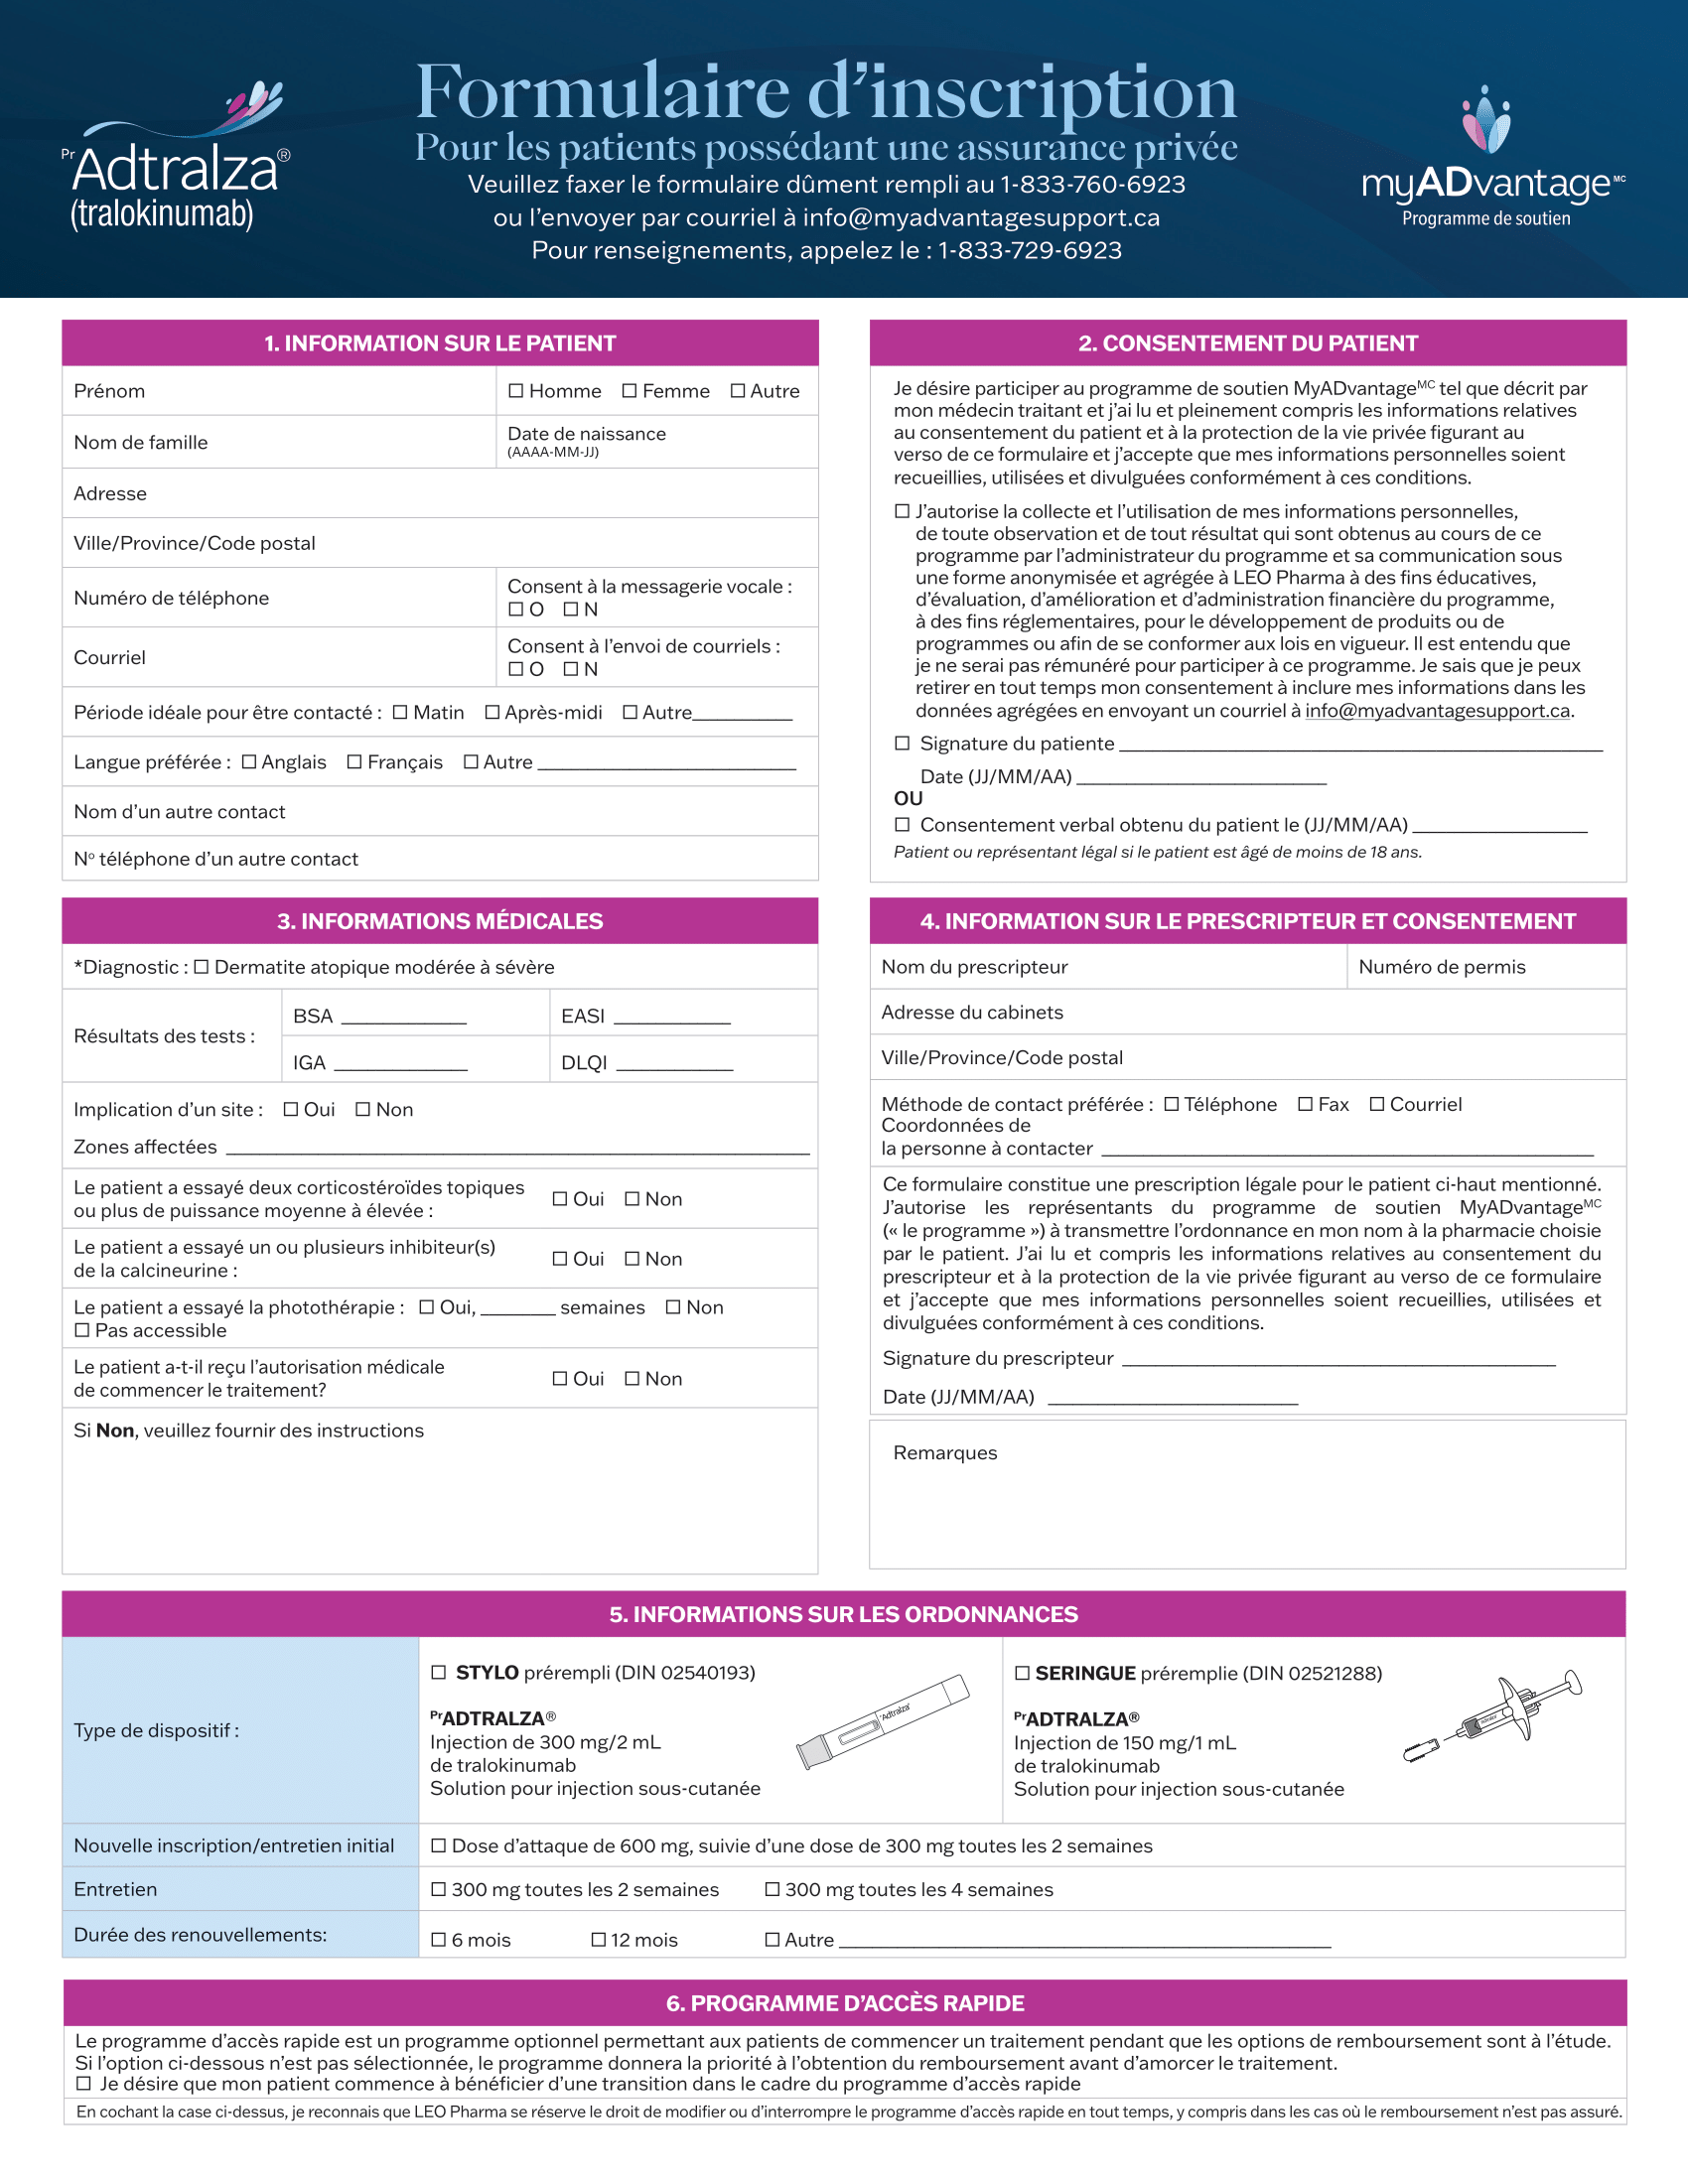 Pr Adtralza®
(tralokinumab)
Formulaire d’inscription
Pour les patients possédant une assurance privée
Veuillez faxer le formulaire dûment rempli au 1-833-760-6923
ou l’envoyer par courriel à info@myadvantagesupport.ca
Pour renseignements, appelez le : 1-833-729-6923
myADvantage MC
Programme de soutien
1. INFORMATION SUR LE PATIENT
Prénom
☐ Homme ☐ Femme ☐ Autre
Nom de famille
Date de naissance
(AAAA-MM-JJ)
Adresse
Ville/Province/Code postal
Numéro de téléphone
Consent à la messagerie vocale :
☐ O ☐ N
Courriel
Consent à l’envoi de courriels :
☐ O ☐ N
Période idéale pour être contacté : ☐ Matin ☐ Après-midi ☐ Autre__________
Langue préférée : ☐ Anglais ☐ Français ☐ Autre __________
Nom d’un autre contact
Nº téléphone d’un autre contact
2. CONSENTEMENT DU PATIENT
Je désire participer au programme de soutien MyADvantageMC tel que décrit par
mon médecin traitant et j’ai lu et pleinement compris les informations relatives
au consentement du patient et à la protection de la vie privée figurant au
verso de ce formulaire et j’accepte que mes informations personnelles soient
recueillies, utilisées et divulguées conformément à ces conditions.
☐ J’autorise la collecte et l’utilisation de mes informations personnelles,
de toute observation et de tout résultat qui sont obtenus au cours de ce
programme par l’administrateur du programme et sa communication sous
une forme anonymisée et agrégée à LEO Pharma à des fins éducatives,
d’évaluation, d’amélioration et d’administration financière du programme,
à des fins réglementaires, pour le développement de produits ou de
programmes ou afin de se conformer aux lois en vigueur. Il est entendu que
je ne serai pas rémunéré pour participer à ce programme. Je sais que je peux
retirer en tout temps mon consentement à inclure mes informations dans les
données agrégées en envoyant un courriel à info@myadvantagesupport.ca.
☐ Signature du patiente __________
Date (JJ/MM/AA) __________
OU
☐ Consentement verbal obtenu du patient le (JJ/MM/AA) __________
Patient ou représentant légal si le patient est âgé de moins de 18 ans.
3. INFORMATIONS MÉDICALES
*Diagnostic : ☐ Dermatite atopique modérée à sévère
Résultats des tests :
BSA __________
EASI __________
IGA __________
DLQI __________
Implication d’un site : ☐ Oui ☐ Non
Zones affectées __________
Le patient a essayé deux corticostéroïdes topiques
ou plus de puissance moyenne à élevée :
☐ Oui ☐ Non
Le patient a essayé un ou plusieurs inhibiteur(s)
de la calcineurine :
☐ Oui ☐ Non
Le patient a essayé la photothérapie : ☐ Oui, _______ semaines ☐ Non
☐ Pas accessible
Le patient a-t-il reçu l’autorisation médicale
de commencer le traitement?
☐ Oui ☐ Non
Si Non, veuillez fournir des instructions
4. INFORMATION SUR LE PRESCRIPTEUR ET CONSENTEMENT
Nom du prescripteur
Numéro de permis
Adresse du cabinets
Ville/Province/Code postal
Méthode de contact préférée : ☐ Téléphone ☐ Fax ☐ Courriel
Coordonnées de
la personne à contacter __________
Ce formulaire constitue une prescription légale pour le patient ci-haut mentionné.
J’autorise les représentants du programme de soutien MyADvantageMC
(« le programme ») à transmettre l’ordonnance en mon nom à la pharmacie choisie
par le patient. J’ai lu et compris les informations relatives au consentement du
prescripteur et à la protection de la vie privée figurant au verso de ce formulaire
et j’accepte que mes informations personnelles soient recueillies, utilisées et
divulguées conformément à ces conditions.
Signature du prescripteur __________
Date (JJ/MM/AA) __________
Remarques
5. INFORMATIONS SUR LES ORDONNANCES
Type de dispositif :
☐ STYLO prérempli (DIN 02540193)
PrADTRALZA®
Injection de 300 mg/2 mL
de tralokinumab
Solution pour injection sous-cutanée
Adtralza
☐ SERINGUE préremplie (DIN 02521288)
PrADTRALZA®
Injection de 150 mg/1 mL
de tralokinumab
Solution pour injection sous-cutanée
Nouvelle inscription/entretien initial
☐ Dose d’attaque de 600 mg, suivie d’une dose de 300 mg toutes les 2 semaines
Entretien
☐ 300 mg toutes les 2 semaines ☐ 300 mg toutes les 4 semaines
Durée des renouvellements:
☐ 6 mois ☐ 12 mois ☐ Autre __________
6. PROGRAMME D’ACCÈS RAPIDE
Le programme d’accès rapide est un programme optionnel permettant aux patients de commencer un traitement pendant que les options de remboursement sont à l’étude.
Si l’option ci-dessous n’est pas sélectionnée, le programme donnera la priorité à l’obtention du remboursement avant d’amorcer le traitement.
☐ Je désire que mon patient commence à bénéficier d’une transition dans le cadre du programme d’accès rapide
En cochant la case ci-dessus, je reconnais que LEO Pharma se réserve le droit de modifier ou d’interrompre le programme d’accès rapide en tout temps, y compris dans les cas où le remboursement n’est pas assuré.